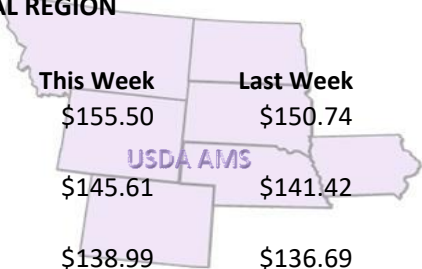 AL REGION
This Week Last Week
$155.50 $150.74
USDA AMS
$145.61 $141.42
$138.99 $136.69